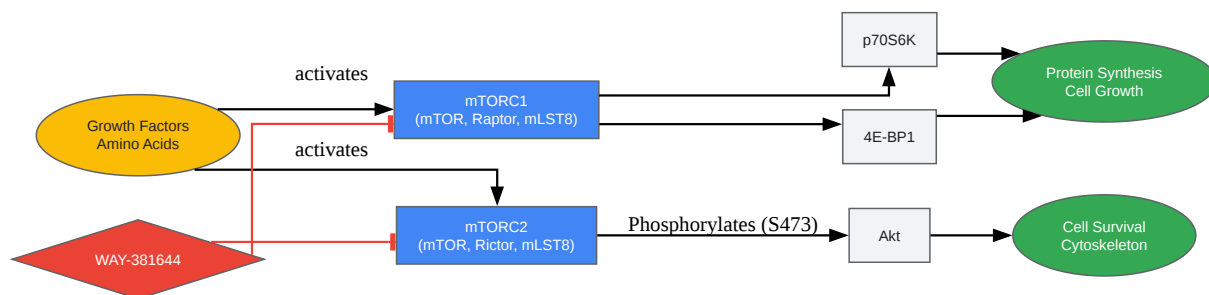 p70S6K
activates
Protein Synthesis
Cell Growth
mTORC1
(mTOR, Raptor, mLST8)
Growth Factors
Amino Acids
4E-BP1
activates
Phosphorylates (S473)
mTORC2
(mTOR, Rictor, mLST8)
Akt
Cell Survival
Cytoskeleton
WAY-381644